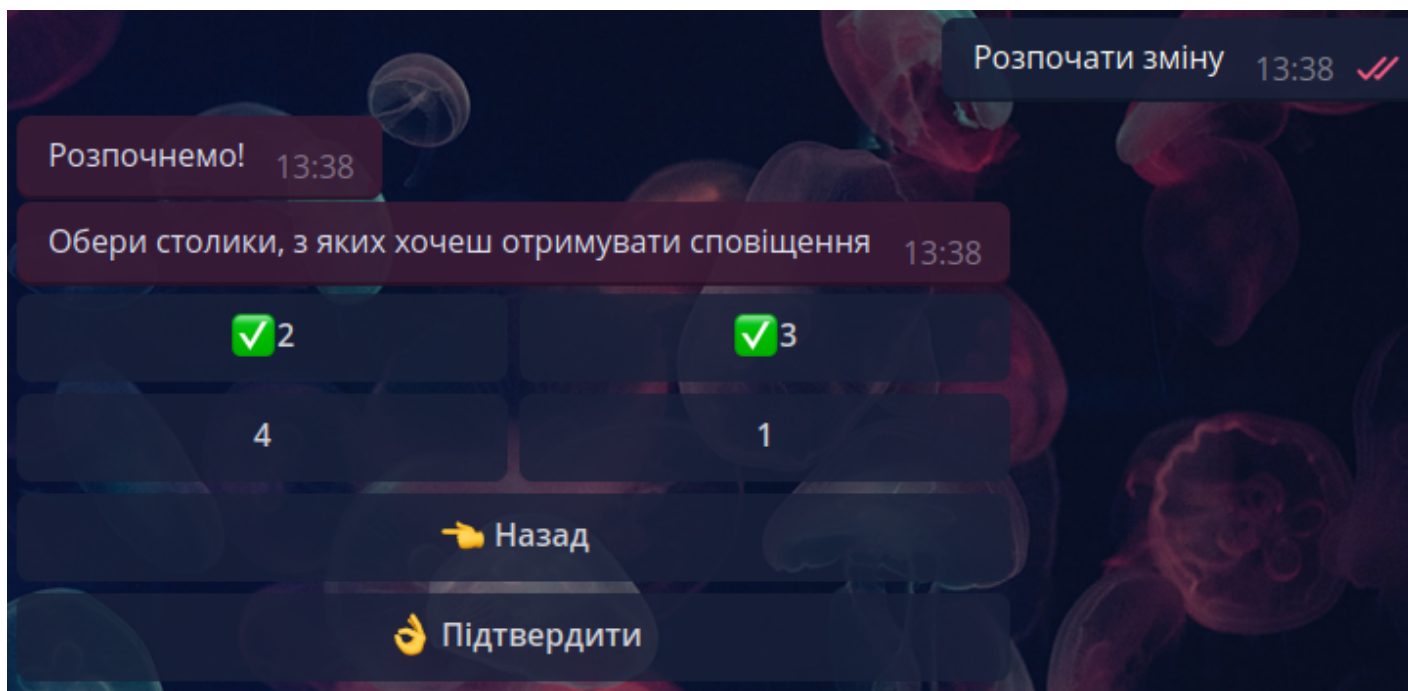 Розпочати зміну 13:38
Розпочнемо! 13:38
Обери столики, з яких хочеш отримувати сповіщення 13:38
✅2 ✅3
4 1
👈 Назад
👌 Підтвердити